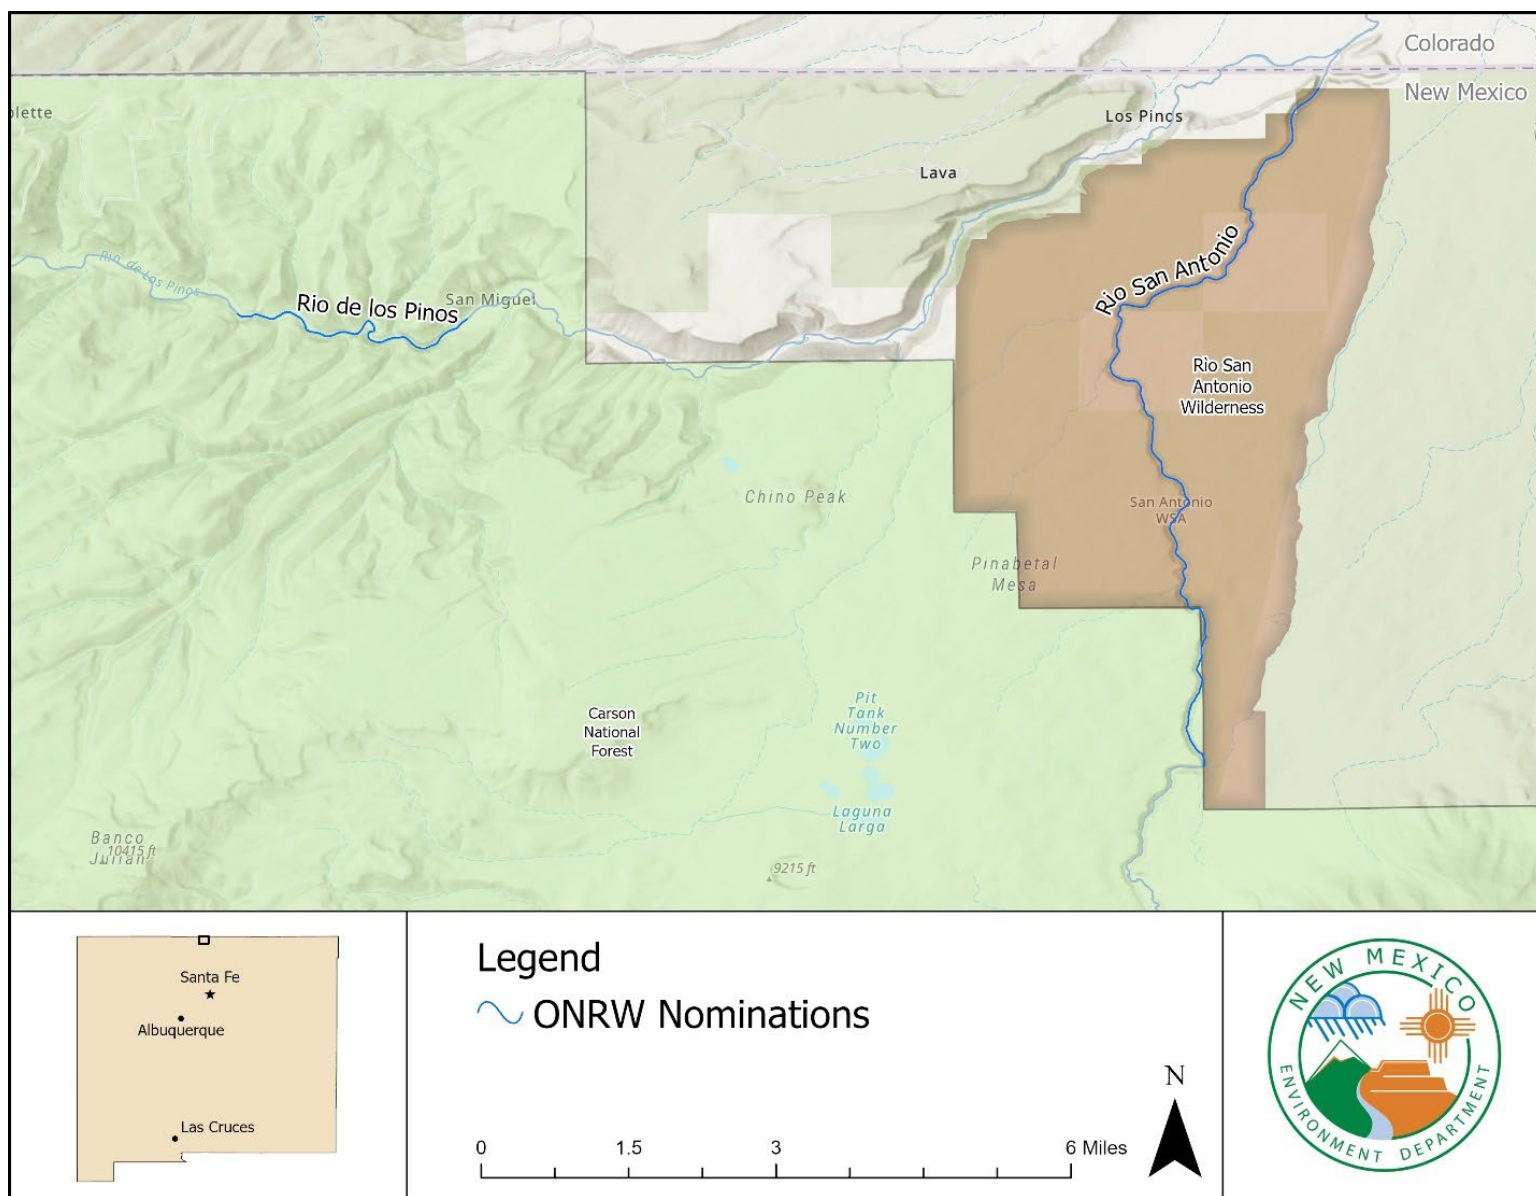 Colorado
New Mexico
olette
Los Pinos
Lava
Rio de Los Pinos
Rio de los Pinos
San Miguel
Rio San Antonio
Rio San
Antonio
Wilderness
Chino Peak
San Antonio
WSA
Pinabetal
Mesa
Carson
National
Forest
Pit
Tank
Number
Two
Laguna
Larga
Banco
Julian
10415 ft
9215 ft
Santa Fe
Albuquerque
Las Cruces
Legend
ONRW Nominations
N
0
1.5
3
6 Miles
NEW MEXICO
ENVIRONMENT DEPARTMENT